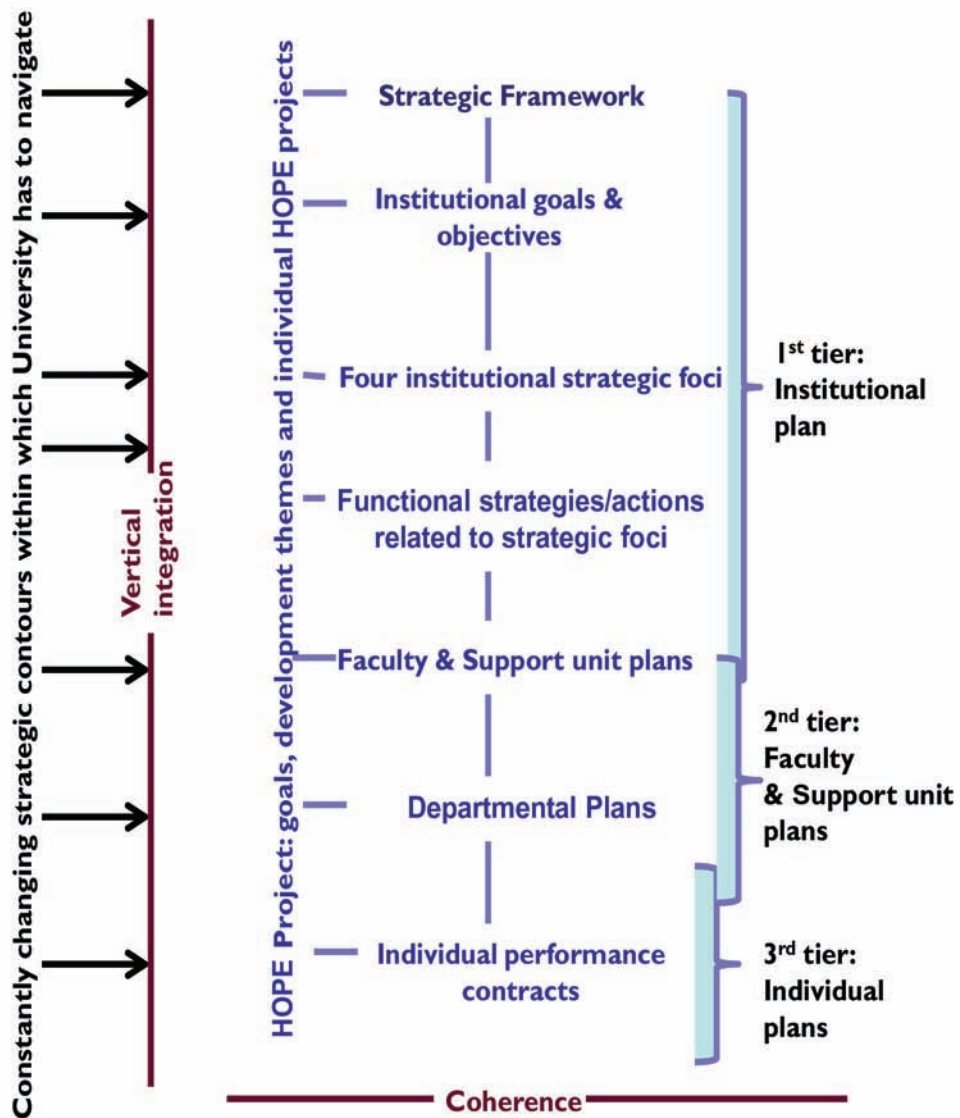 Constantly changing strategic contours within which University has to navigate
Vertical
integration
HOPE Project: goals, development themes and individual HOPE projects
Strategic Framework
Institutional goals &
objectives
Four institutional strategic foci
Functional strategies/actions
related to strategic foci
Faculty & Support unit plans
Departmental Plans
Individual performance
contracts
1st tier:
Institutional
plan
2nd tier:
Faculty
& Support unit
plans
3rd tier:
Individual
plans
Coherence